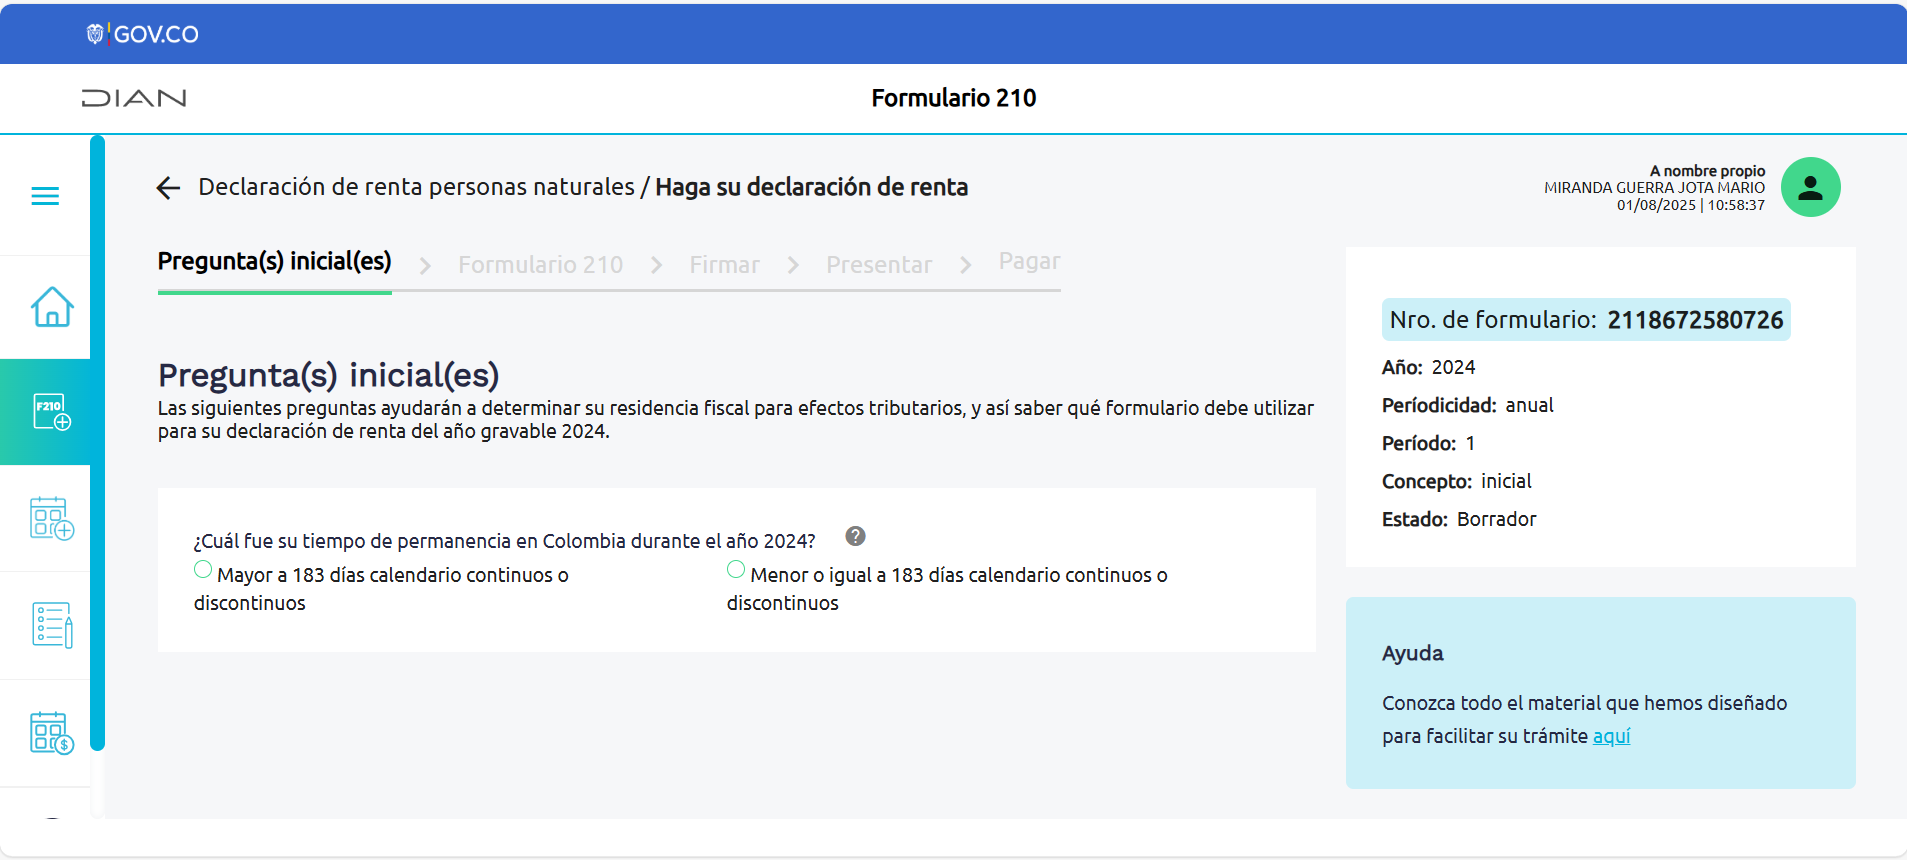 GOV.CO
DIAN
Formulario 210
Declaración de renta personas naturales / Haga su declaración de renta
A nombre propio
MIRANDA GUERRA JOTA MARIO
01/08/2025 | 10:58:37
Pregunta(s) inicial(es)
Formulario 210
Firmar
Presentar
Pagar
F210
Pregunta(s) inicial(es)
Las siguientes preguntas ayudarán a determinar su residencia fiscal para efectos tributarios, y así saber qué formulario debe utilizar
para su declaración de renta del año gravable 2024.
¿Cuál fue su tiempo de permanencia en Colombia durante el año 2024? ?
Mayor a 183 días calendario continuos o
discontinuos
Menor o igual a 183 días calendario continuos o
discontinuos
Nro. de formulario: 2118672580726
Año: 2024
Períodicidad: anual
Período: 1
Concepto: inicial
Estado: Borrador
Ayuda
Conozca todo el material que hemos diseñado
para facilitar su trámite aquí